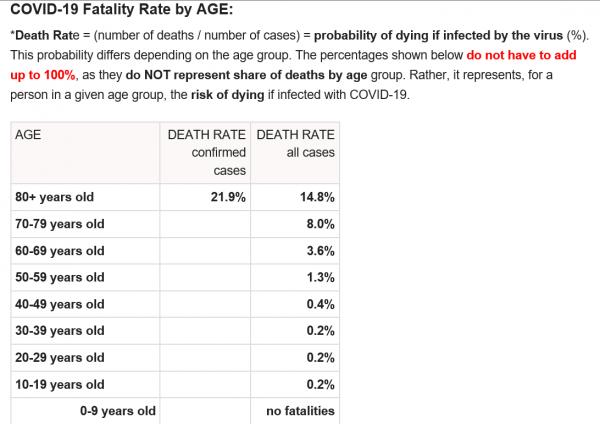 COVID-19 Fatality Rate by AGE:
*Death Rate = (number of deaths / number of cases) = probability of dying if infected by the virus (%).
This probability differs depending on the age group. The percentages shown below do not have to add
up to 100%, as they do NOT represent share of deaths by age group. Rather, it represents, for a
person in a given age group, the risk of dying if infected with COVID-19.
AGE DEATH RATE DEATH RATE
confirmed all cases
cases
80+ years old 21.9% 14.8%
70-79 years old 8.0%
60-69 years old 3.6%
50-59 years old 1.3%
40-49 years old 0.4%
30-39 years old 0.2%
20-29 years old 0.2%
10-19 years old 0.2%
0-9 years old no fatalities